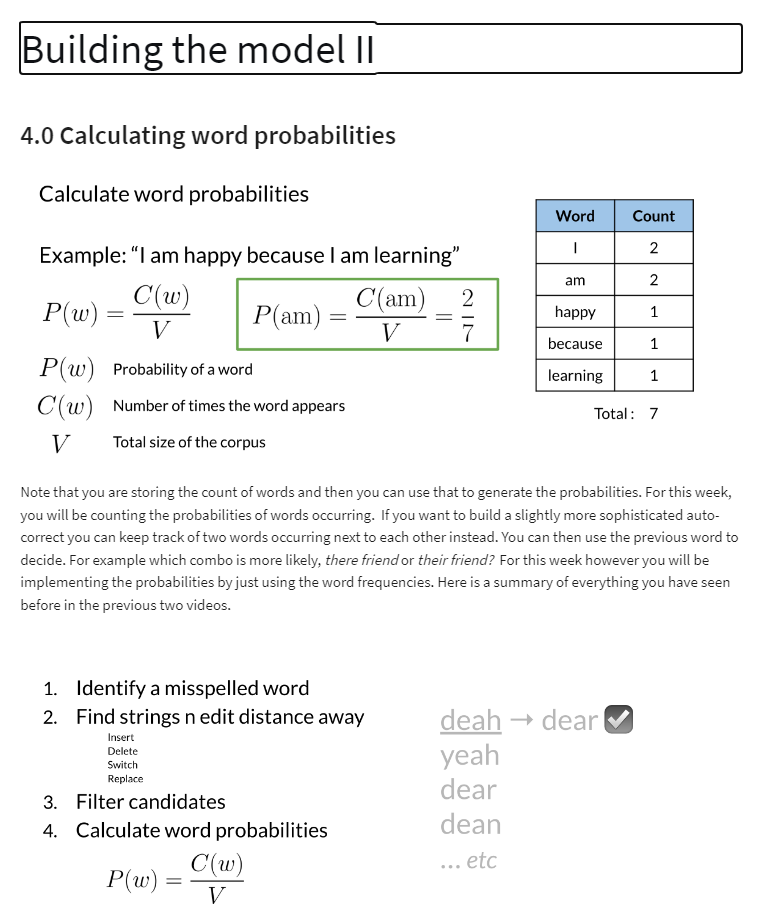 Building the model II
4.0 Calculating word probabilities
Calculate word probabilities
Example: “I am happy because I am learning”
P(w) = C(w)/V
P(am) = C(am)/V = 2/7
P(w) Probability of a word
C(w) Number of times the word appears
V Total size of the corpus
Word Count
I 2
am 2
happy 1
because 1
learning 1
Total: 7
Note that you are storing the count of words and then you can use that to generate the probabilities. For this week,
you will be counting the probabilities of words occurring. If you want to build a slightly more sophisticated auto-
correct you can keep track of two words occurring next to each other instead. You can then use the previous word to
decide. For example which combo is more likely, there friend or their friend? For this week however you will be
implementing the probabilities by just using the word frequencies. Here is a summary of everything you have seen
before in the previous two videos.
1. Identify a misspelled word
2. Find strings n edit distance away
Insert
Delete
Switch
Replace
3. Filter candidates
4. Calculate word probabilities
P(w) = C(w)/V
deah → dear
yeah
dear
dean
... etc